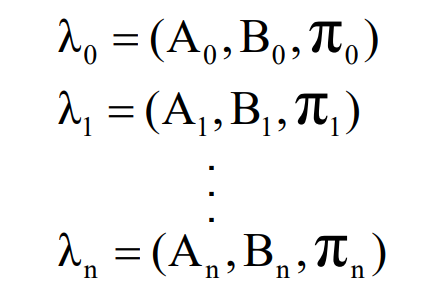 λ₀ = (A₀, B₀, π₀)
λ₁ = (A₁, B₁, π₁)
⋮
λₙ = (Aₙ, Bₙ, πₙ)